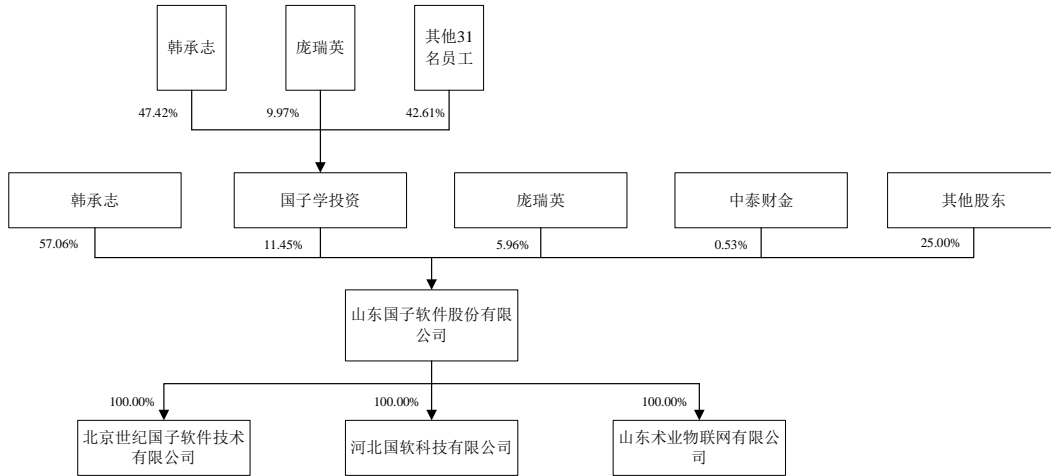 韩承志
庞瑞英
其他31
名员工
47.42%
9.97%
42.61%
韩承志
国子学投资
庞瑞英
中泰财金
其他股东
57.06%
11.45%
5.96%
0.53%
25.00%
山东国子软件股份有限
公司
100.00%
100.00%
100.00%
北京世纪国子软件技术
有限公司
河北国软科技有限公司
山东术业物联网有限公
司